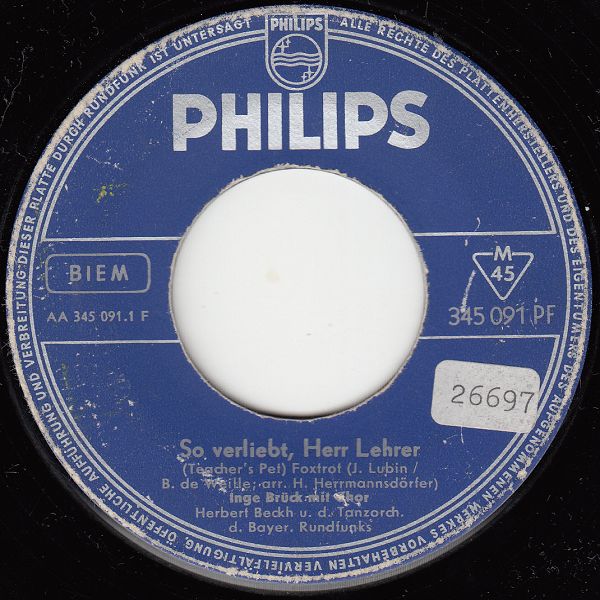 PHILIPS
PHILIPS
ALLE RECHTE DES PLATTENHERSTELLERS UND DES EIGENTÜMERS DES AUFGENOMMENEN WERKES VORBEHALTEN VERVIELFÄLTIGUNG, ÖFFENTLICHE AUFFÜHRUNG UND VERBREITUNG DIESER PLATTE DURCH RUNDFUNK IST UNTERSAGT
BIEM
M
45
AA 345 091.1 F
345 091 PF
26697
So verliebt, Herr Lehrer
(Teacher's Pet) Foxtrot (J. Lubin /
B. de Weille; arr. H. Herrmannsdörfer)
Inge Brück mit Chor
Herbert Beckh u. d. Tanzorch.
d. Bayer. Rundfunks